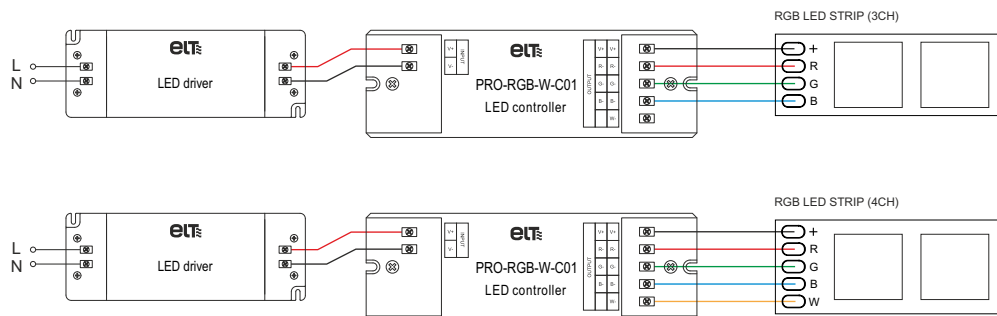 RGB LED STRIP (3CH)
ELT
LED driver
L
N
V+
V-
INPUT
ELT
PRO-RGB-W-C01
LED controller
OUTPUT
V+ V+
R- R-
G- G-
B- B-
W-
+
R
G
B
RGB LED STRIP (4CH)
ELT
LED driver
L
N
V+
V-
INPUT
ELT
PRO-RGB-W-C01
LED controller
OUTPUT
V+ V+
R- R-
G- G-
B- B-
W-
+
R
G
B
W